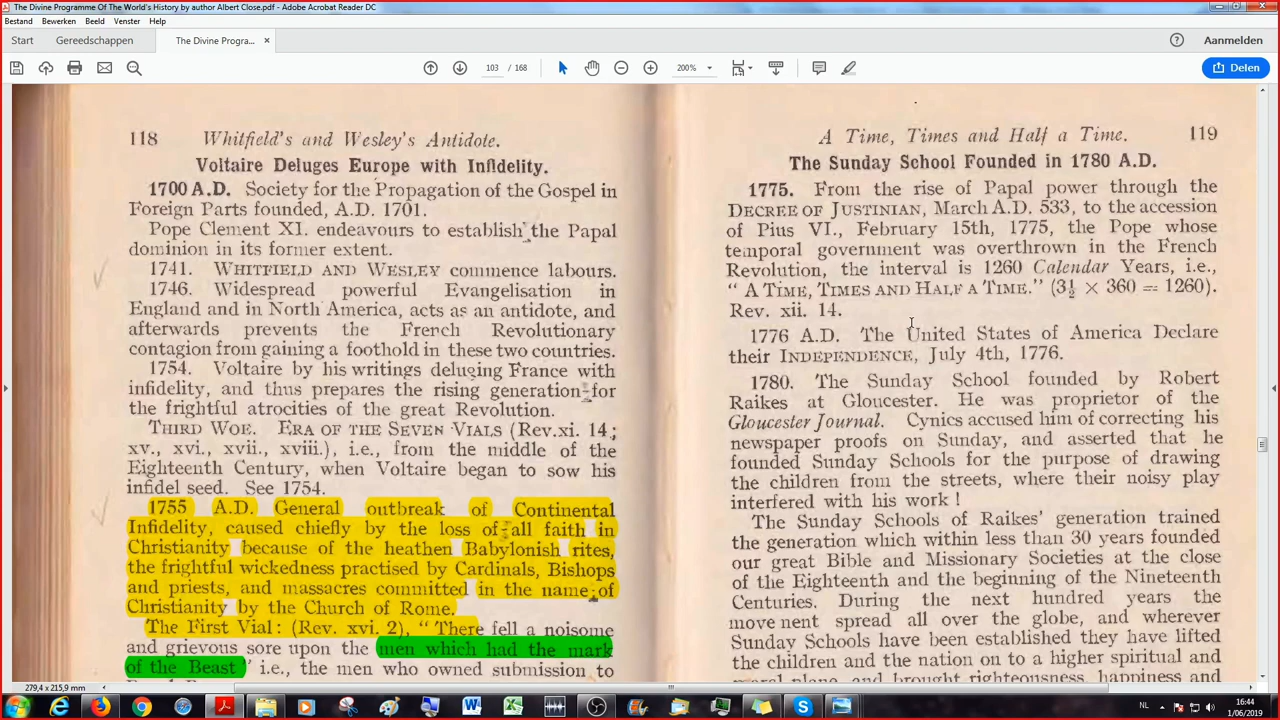 The Divine Programme Of The World's History by author Albert Close.pdf - Adobe Acrobat Reader DC
Bestand Bewerken Beeld Venster Help
Start Gereedschappen The Divine Progra... × Aanmelden
103 / 168 200% Delen
118 Whitfield's and Wesley's Antidote.
Voltaire Deluges Europe with Infidelity.
1700 A.D. Society for the Propagation of the Gospel in
Foreign Parts founded, A.D. 1701.
Pope Clement XI. endeavours to establish the Papal
dominion in its former extent.
1741. WHITFIELD AND WESLEY commence labours.
1746. Widespread powerful Evangelisation in
England and in North America, acts as an antidote, and
afterwards prevents the French Revolutionary
contagion from gaining a foothold in these two countries.
1754. Voltaire by his writings deluging France with
infidelity, and thus prepares the rising generation for
the frightful atrocities of the great Revolution.
THIRD WOE. ERA OF THE SEVEN VIALS (Rev.xi. 14;
xv., xvi., xvii., xviii.), i.e., from the middle of the
Eighteenth Century, when Voltaire began to sow his
infidel seed. See 1754.
1755 A.D. General outbreak of Continental
Infidelity, caused chiefly by the loss of all faith in
Christianity because of the heathen Babylonish rites,
the frightful wickedness practised by Cardinals, Bishops
and priests, and massacres committed in the name of
Christianity by the Church of Rome.
The First Vial: (Rev. xvi. 2), "There fell a noisome
and grievous sore upon the men which had the mark
of the Beast" i.e., the men who owned submission to
A Time, Times and Half a Time. 119
The Sunday School Founded in 1780 A.D.
1775. From the rise of Papal power through the
DECREE OF JUSTINIAN, March A.D. 533, to the accession
of Pius VI., February 15th, 1775, the Pope whose
temporal government was overthrown in the French
Revolution, the interval is 1260 Calendar Years, i.e.,
"A TIME, TIMES AND HALF A TIME." (3½ × 360 = 1260).
Rev. xii. 14.
1776 A.D. The United States of America Declare
their INDEPENDENCE, July 4th, 1776.
1780. The Sunday School founded by Robert
Raikes at Gloucester. He was proprietor of the
Gloucester Journal. Cynics accused him of correcting his
newspaper proofs on Sunday, and asserted that he
founded Sunday Schools for the purpose of drawing
the children from the streets, where their noisy play
interfered with his work!
The Sunday Schools of Raikes' generation trained
the generation which within less than 30 years founded
our great Bible and Missionary Societies at the close
of the Eighteenth and the beginning of the Nineteenth
Centuries. During the next hundred years the
movement spread all over the globe, and wherever
Sunday Schools have been established they have lifted
the children and the nation on to a higher spiritual and
moral plane, and brought righteousness, happiness and
279,4 x 215,9 mm
NL 16:44
1/06/2019